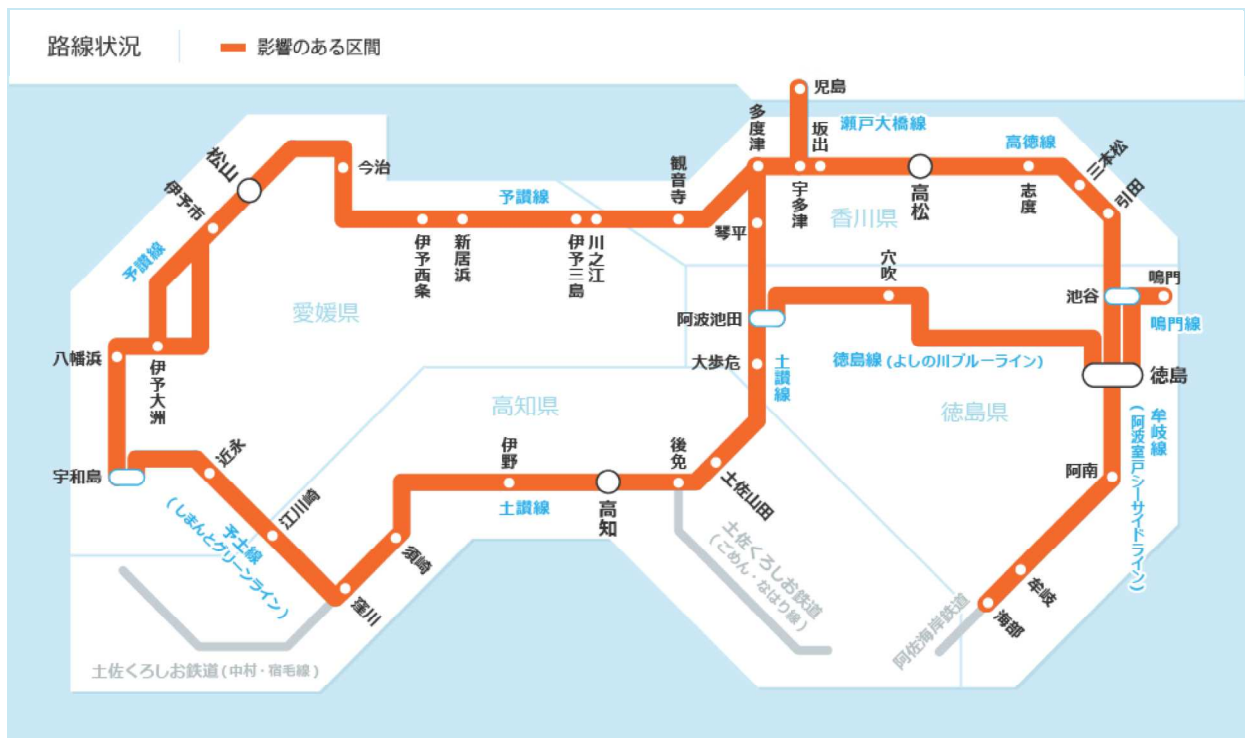 路線状況
影響のある区間
児島
多度津
坂出
瀬戸大橋線
高徳線
三本松
松山
今治
観音寺
宇多津
高松
志度
引田
伊予市
予讃線
琴平
香川県
予讃線
伊予西条
新居浜
伊予三島
川之江
穴吹
池谷
鳴門
愛媛県
阿波池田
鳴門線
八幡浜
伊予大洲
大歩危
土讃線
徳島線(よしの川ブルーライン)
徳島
高知県
徳島県
牟岐線
(阿波室戸シーサイドライン)
近永
伊野
後免
宇和島
土佐山田
阿南
江川崎
土讃線
高知
予土線
(しまんとグリーンライン)
須崎
土佐くろしお鉄道
(ごめん・なはり線)
窪川
牟岐
海部
阿佐海岸鉄道
土佐くろしお鉄道(中村・宿毛線)